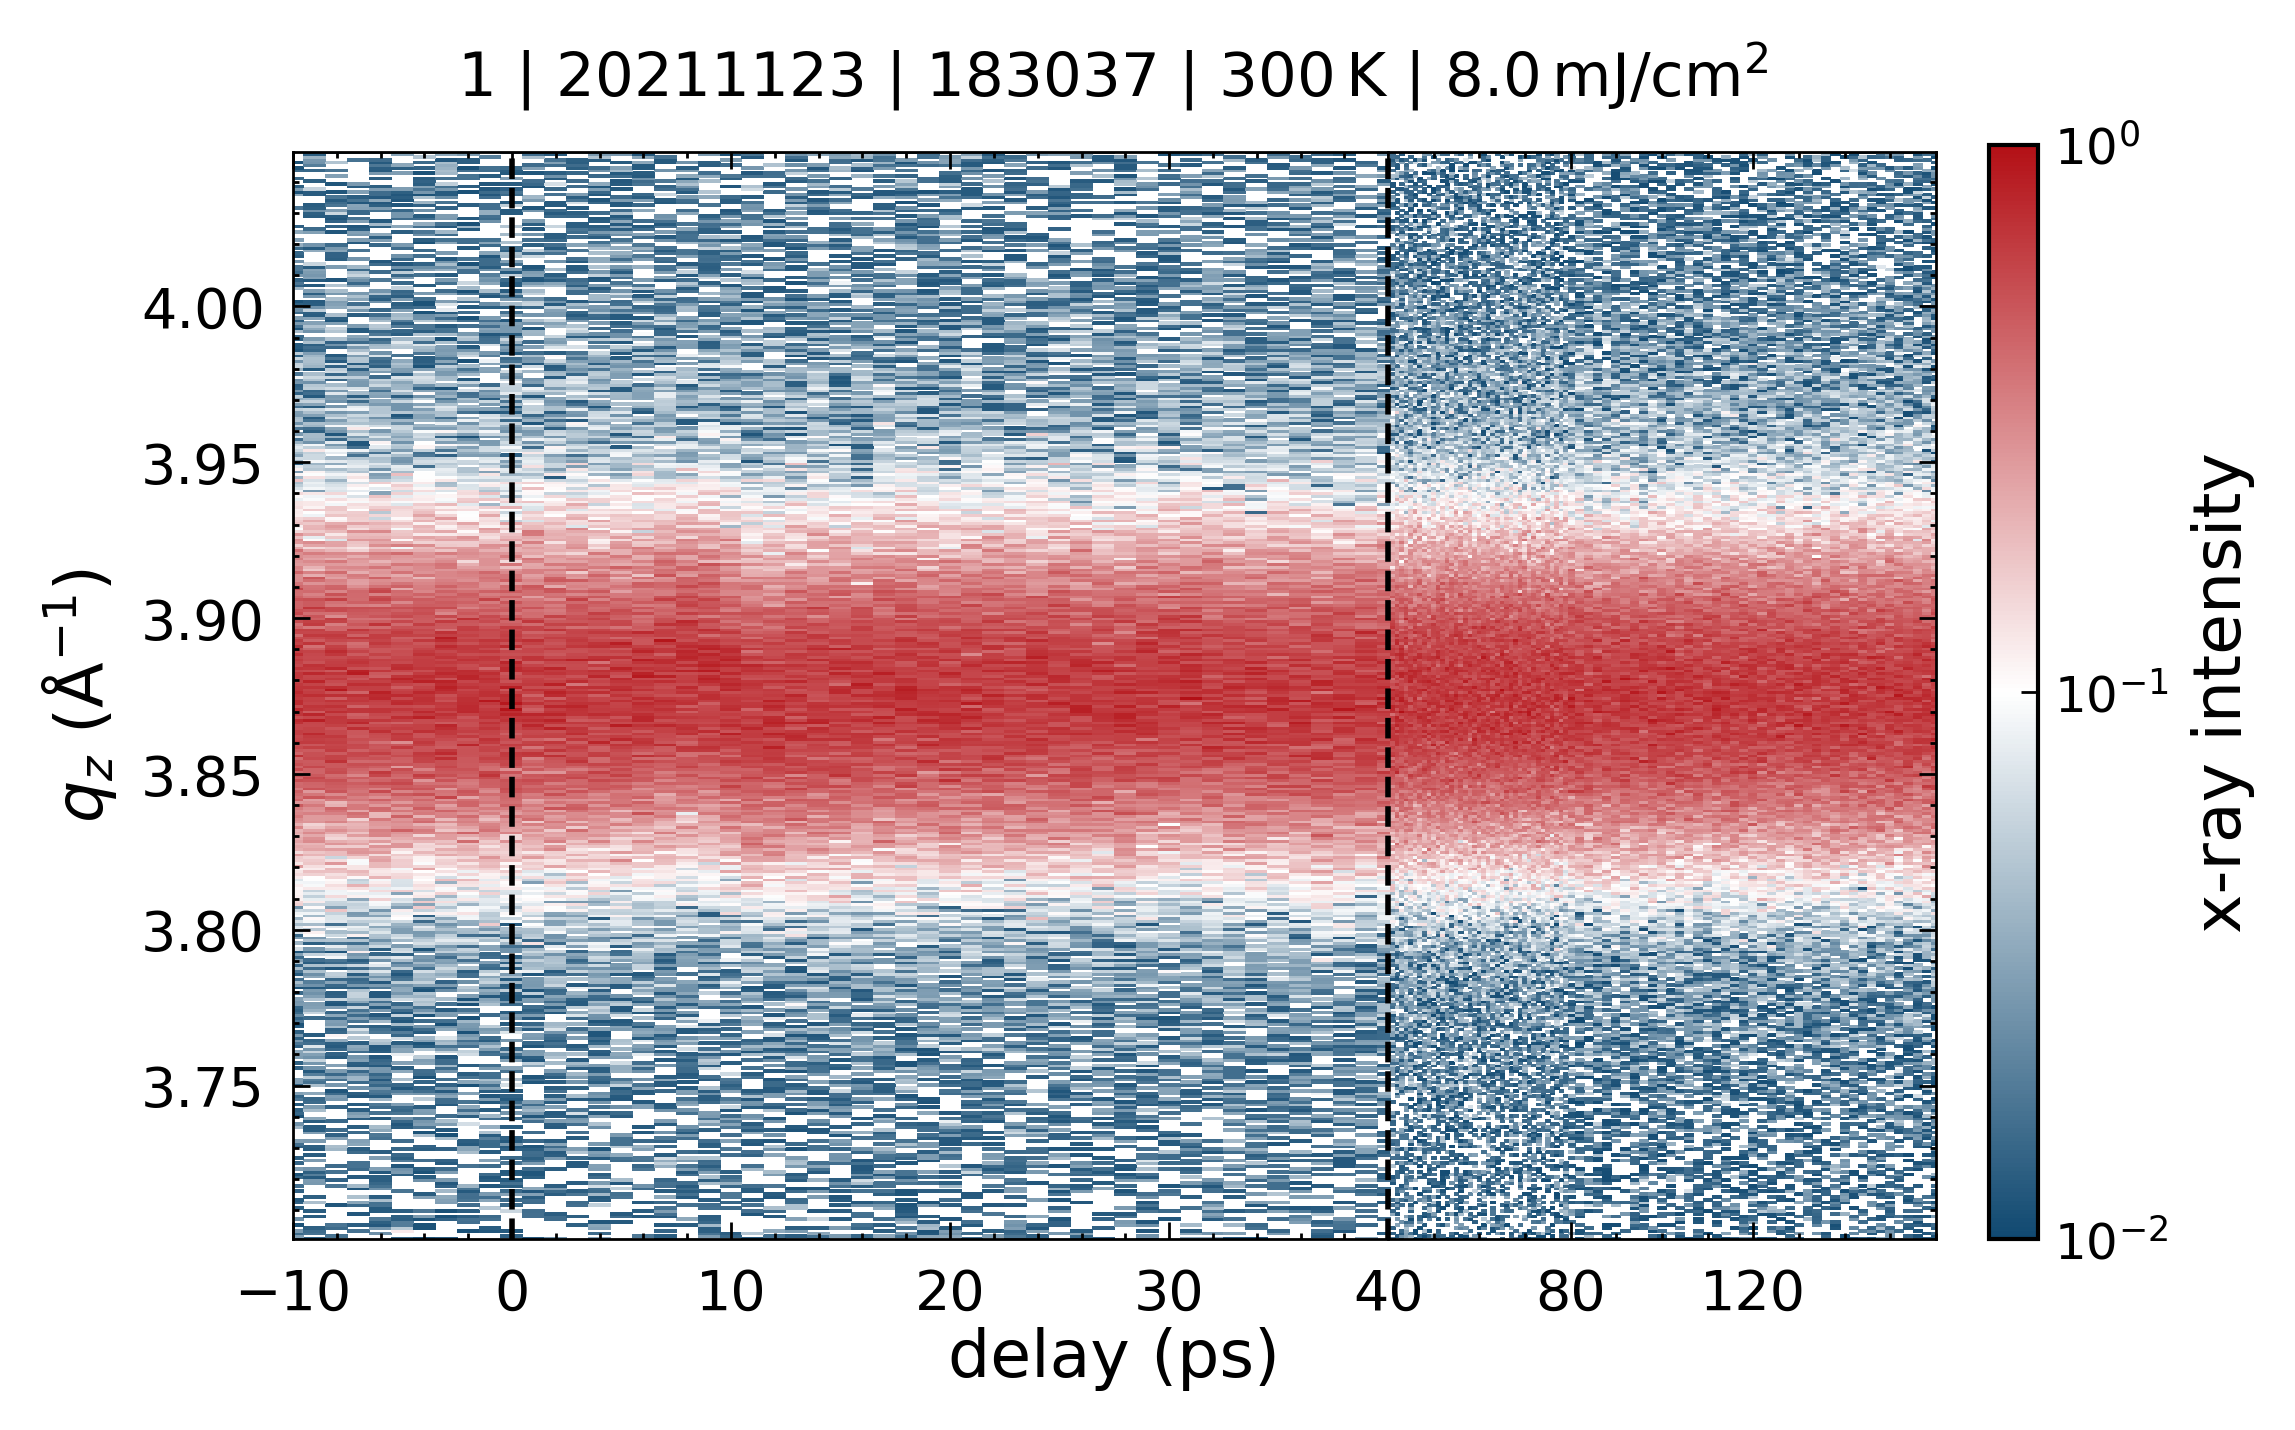 1 | 20211123 | 183037 | 300 K | 8.0 mJ/cm²
10⁰
4.00
3.95
3.90
3.85
3.80
3.75
q_z (Å⁻¹)
10⁻¹
10⁻²
x-ray intensity
−10 0 10 20 30 40 80 120
delay (ps)